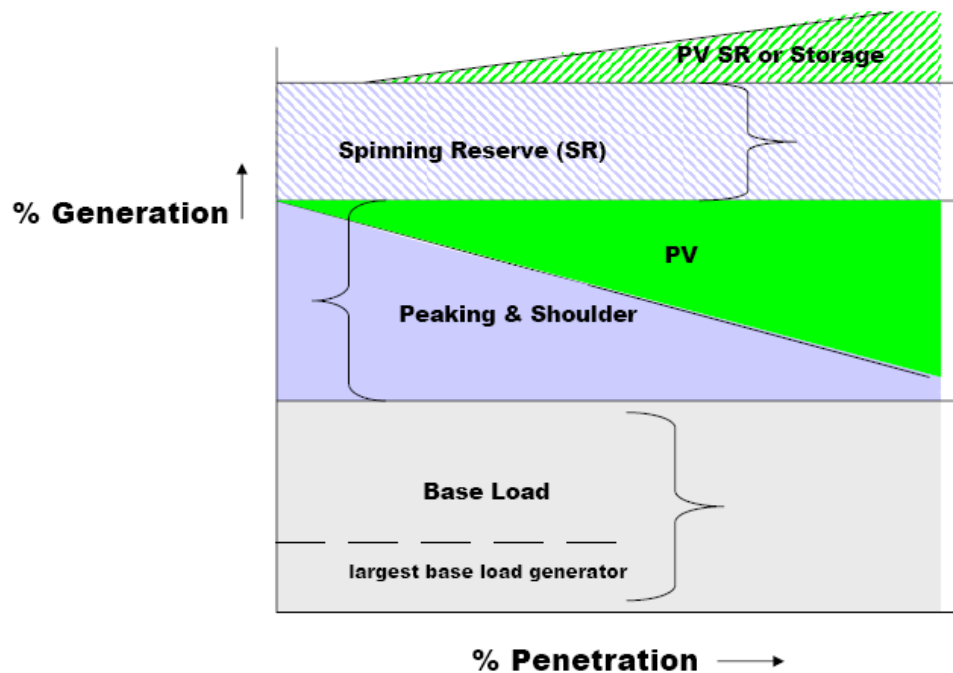 PV SR or Storage
Spinning Reserve (SR)
% Generation
PV
Peaking & Shoulder
Base Load
largest base load generator
% Penetration